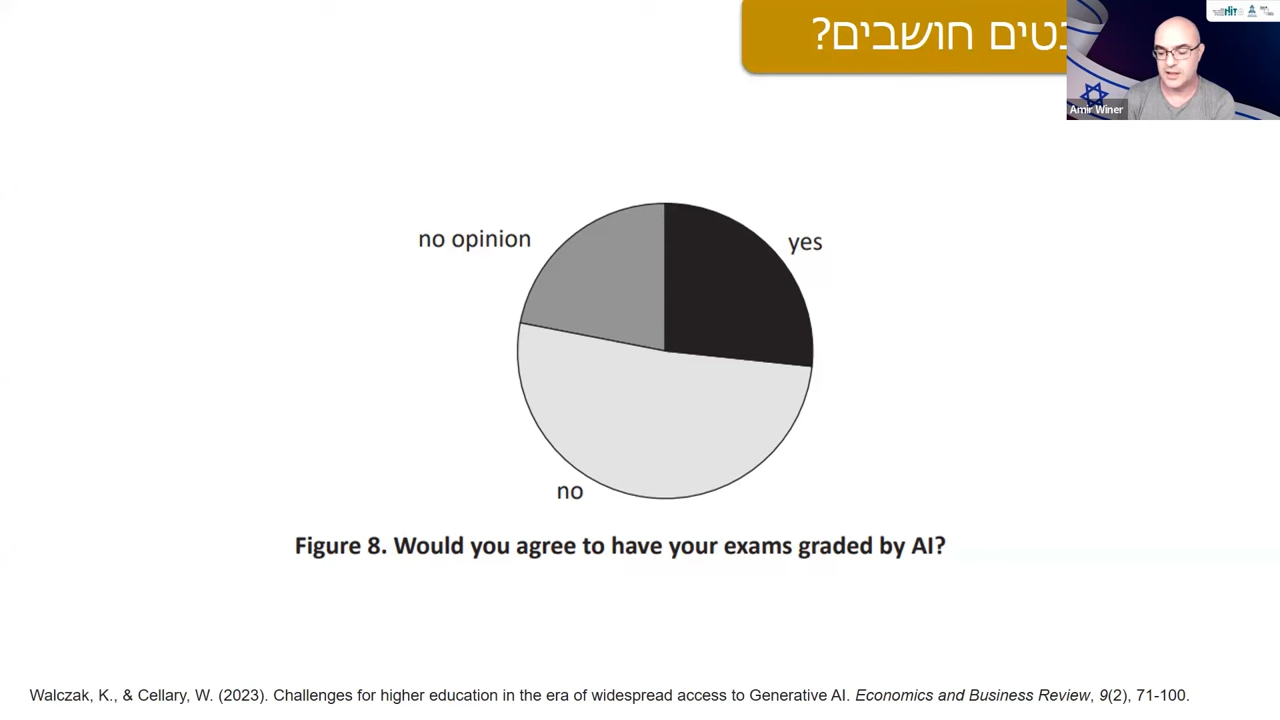 חושבים?
Amir Winer
no opinion
yes
no
Figure 8. Would you agree to have your exams graded by AI?
Walczak, K., & Cellary, W. (2023). Challenges for higher education in the era of widespread access to Generative AI. Economics and Business Review, 9(2), 71-100.